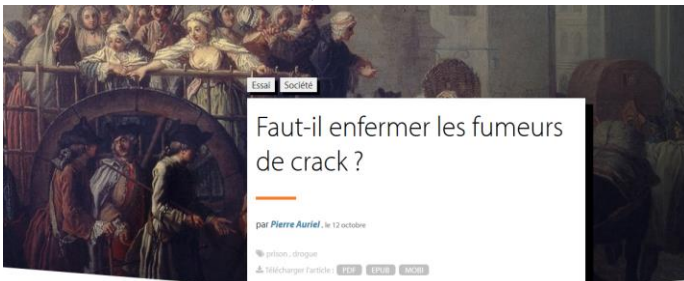 Essai Société
Faut-il enfermer les fumeurs
de crack ?
par Pierre Auriel , le 12 octobre
prison , drogue
Télécharger l'article : PDF EPUB MOBI